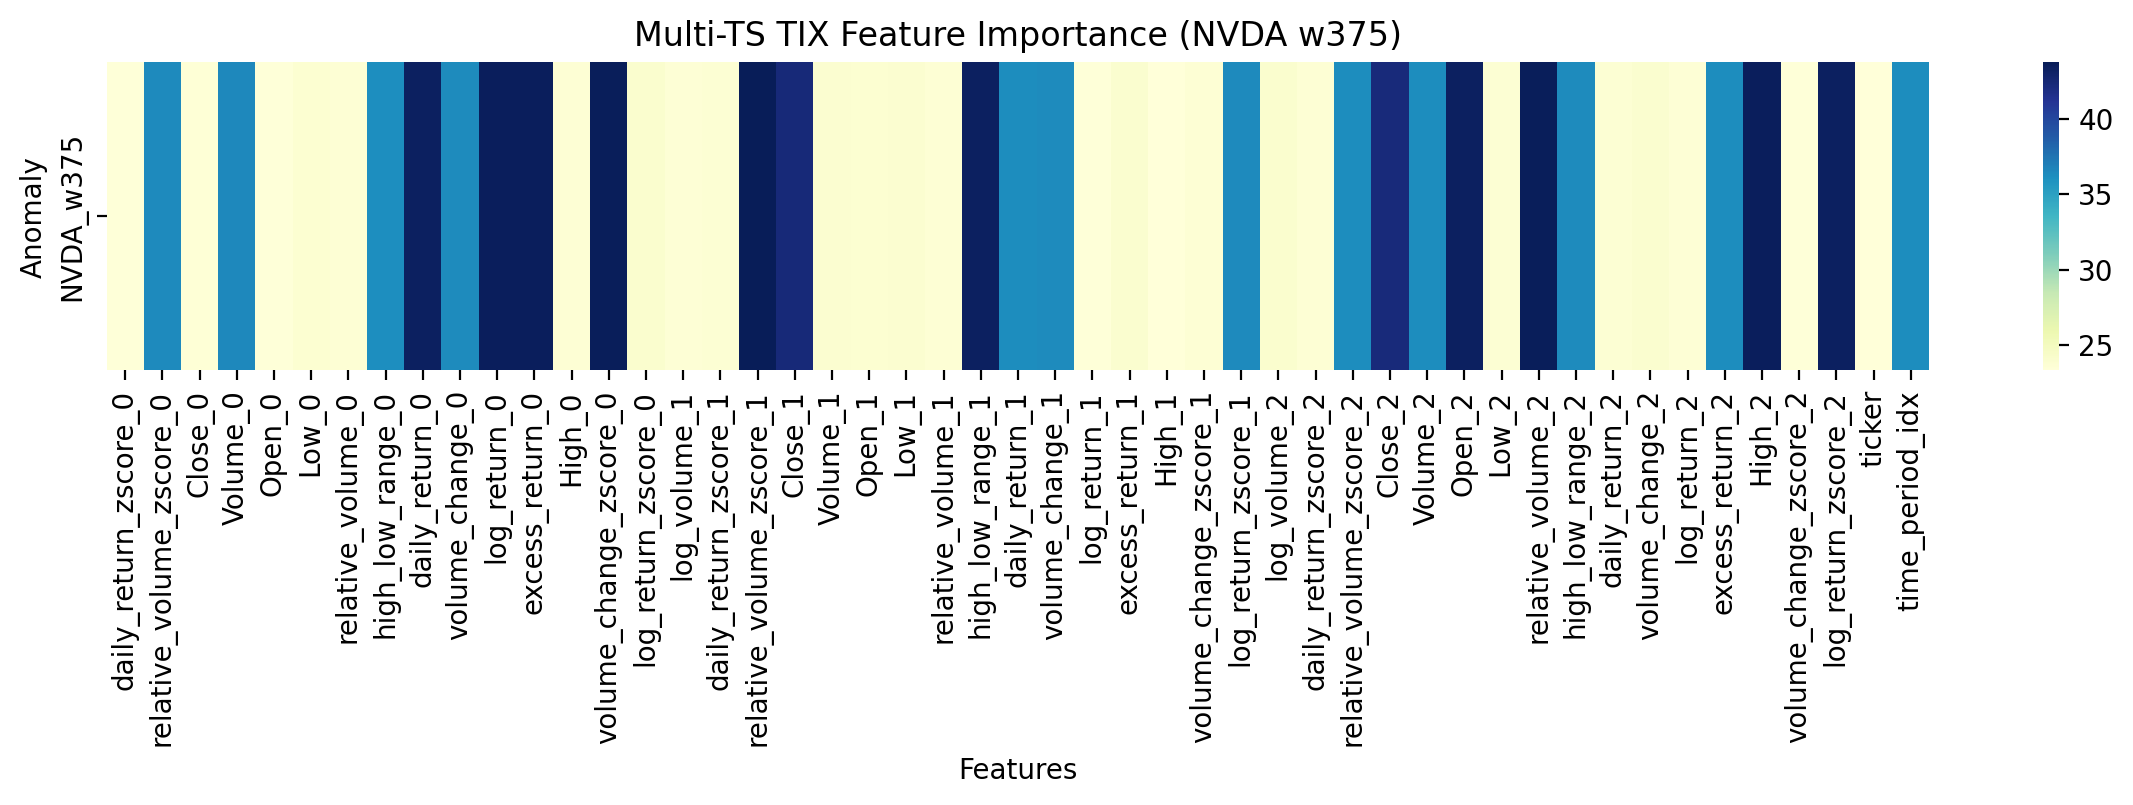 Multi-TS TIX Feature Importance (NVDA w375)
Anomaly
NVDA_w375
40
35
30
25
daily_return_zscore_0
relative_volume_zscore_0
Close_0
Volume_0
Open_0
Low_0
relative_volume_0
high_low_range_0
daily_return_0
volume_change_0
log_return_0
excess_return_0
High_0
volume_change_zscore_0
log_return_zscore_0
log_volume_1
daily_return_zscore_1
relative_volume_zscore_1
Close_1
Volume_1
Open_1
Low_1
relative_volume_1
high_low_range_1
daily_return_1
volume_change_1
log_return_1
excess_return_1
High_1
volume_change_zscore_1
log_return_zscore_1
log_volume_2
daily_return_zscore_2
relative_volume_zscore_2
Close_2
Volume_2
Open_2
Low_2
relative_volume_2
high_low_range_2
daily_return_2
volume_change_2
log_return_2
excess_return_2
High_2
volume_change_zscore_2
log_return_zscore_2
ticker
time_period_idx
Features